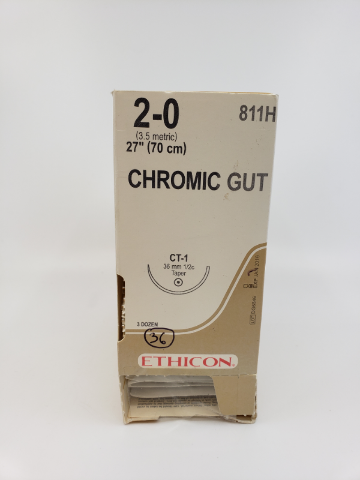 2-0
811H
(3.5 metric)
27" (70 cm)
CHROMIC GUT
CT-1
36 mm 1/2c
Taper
3 DOZEN
36
ETHICON